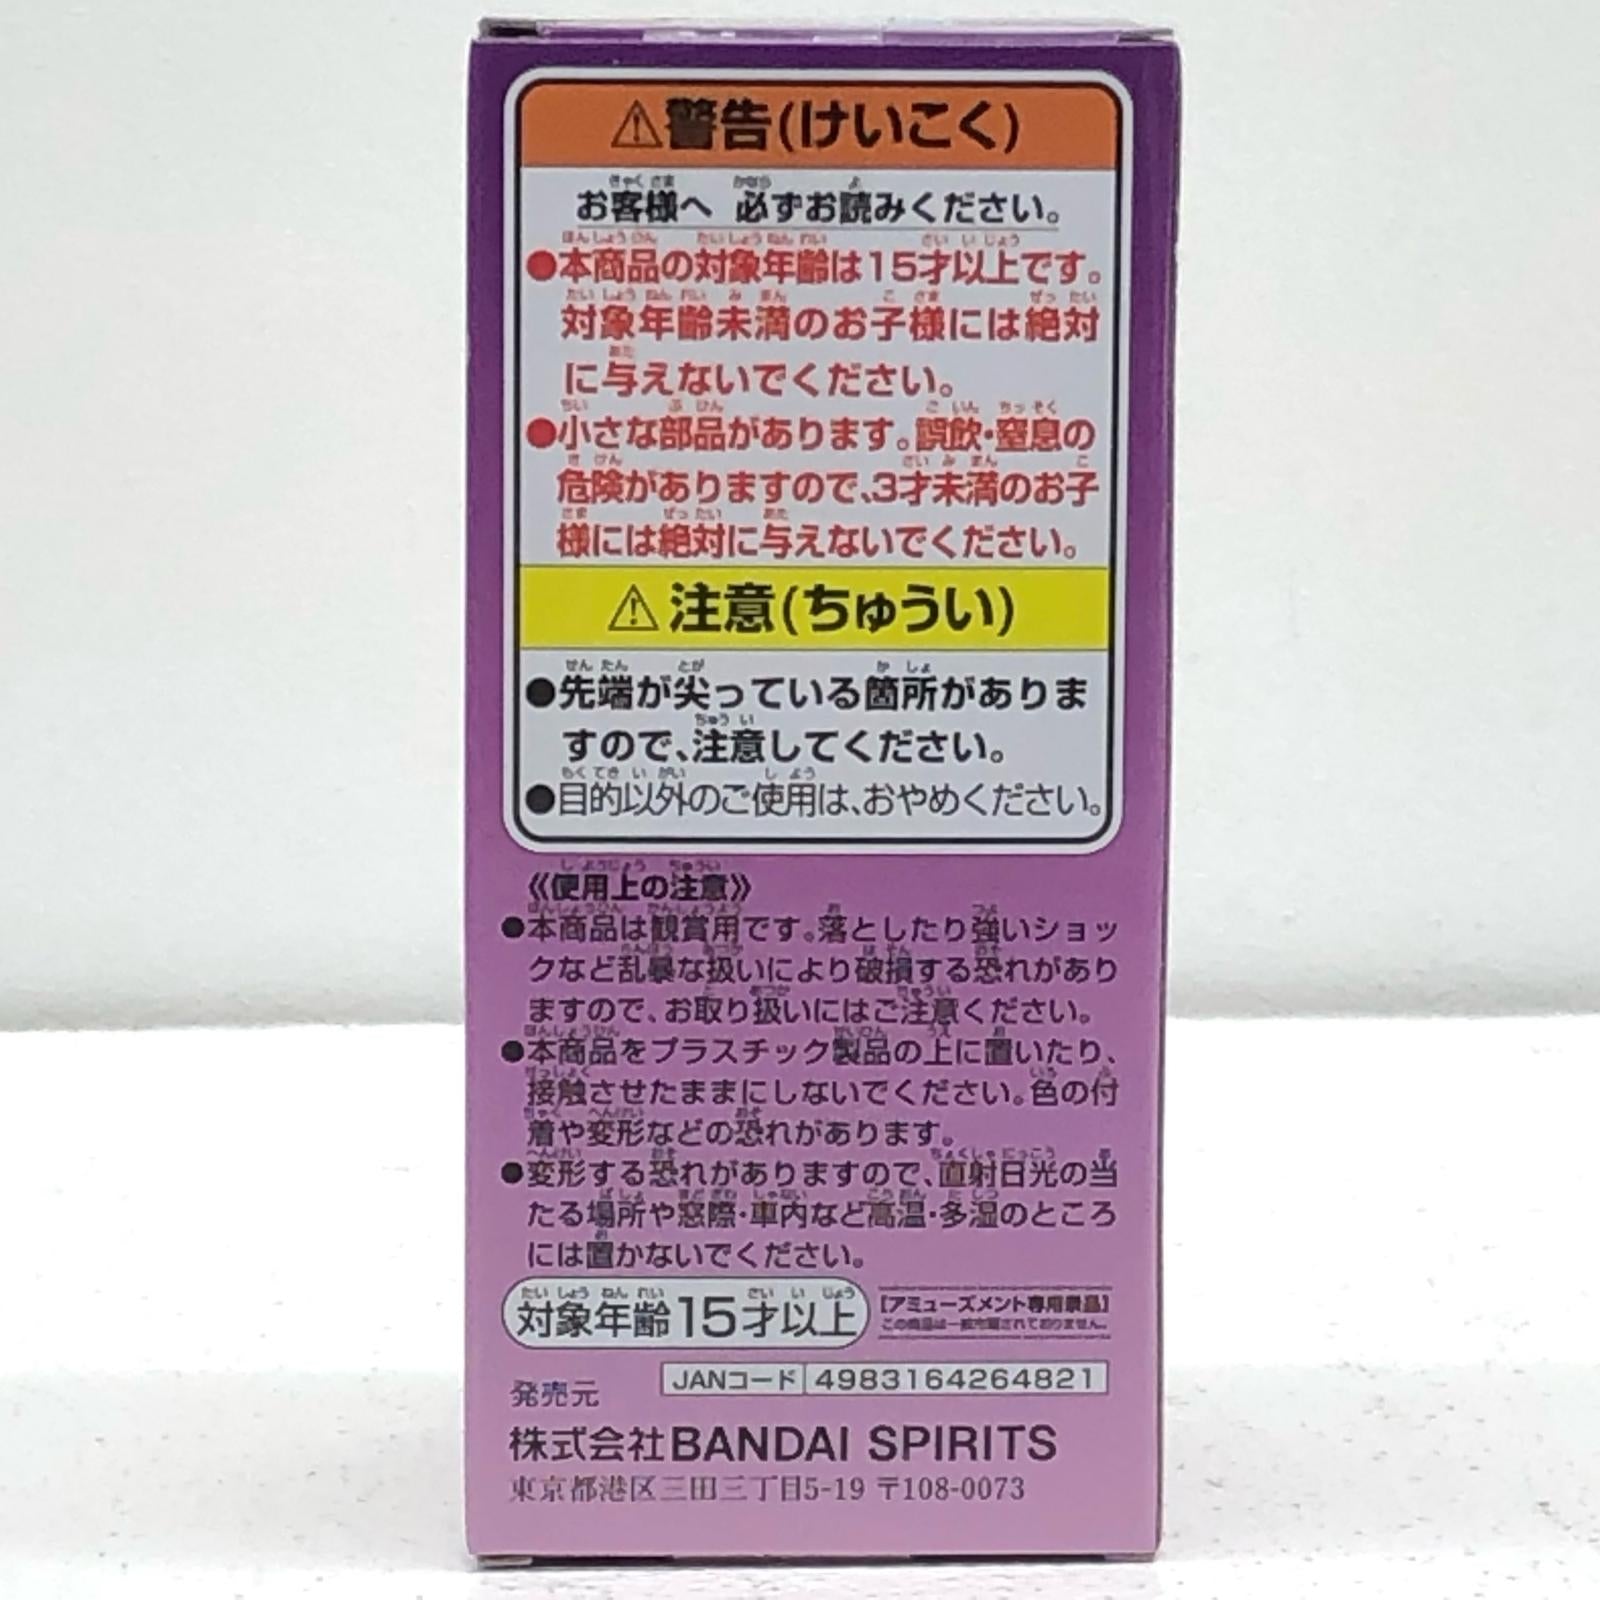 ⚠警告(けいこく)
お客様へ 必ずお読みください。
●本商品の対象年齢は15才以上です。
対象年齢未満のお子様には絶対
に与えないでください。
●小さな部品があります。誤飲・窒息の
危険がありますので、3才未満のお子
様には絶対に与えないでください。
⚠注意(ちゅうい)
●先端が尖っている箇所がありま
すので、注意してください。
●目的以外のご使用は、おやめください。
《使用上の注意》
●本商品は観賞用です。落としたり強いショッ
クなど乱暴な扱いにより破損する恐れがあり
ますので、お取り扱いにはご注意ください。
●本商品をプラスチック製品の上に置いたり、
接触させたままにしないでください。色の付
着や変形などの恐れがあります。
●変形する恐れがありますので、直射日光の当
たる場所や窓際・車内など高温・多湿のところ
には置かないでください。
対象年齢15才以上
【アミューズメント専用景品】
この商品は一般市販されておりません。
JANコード 4983164264821
発売元
株式会社BANDAI SPIRITS
東京都港区三田三丁目5-19 〒108-0073